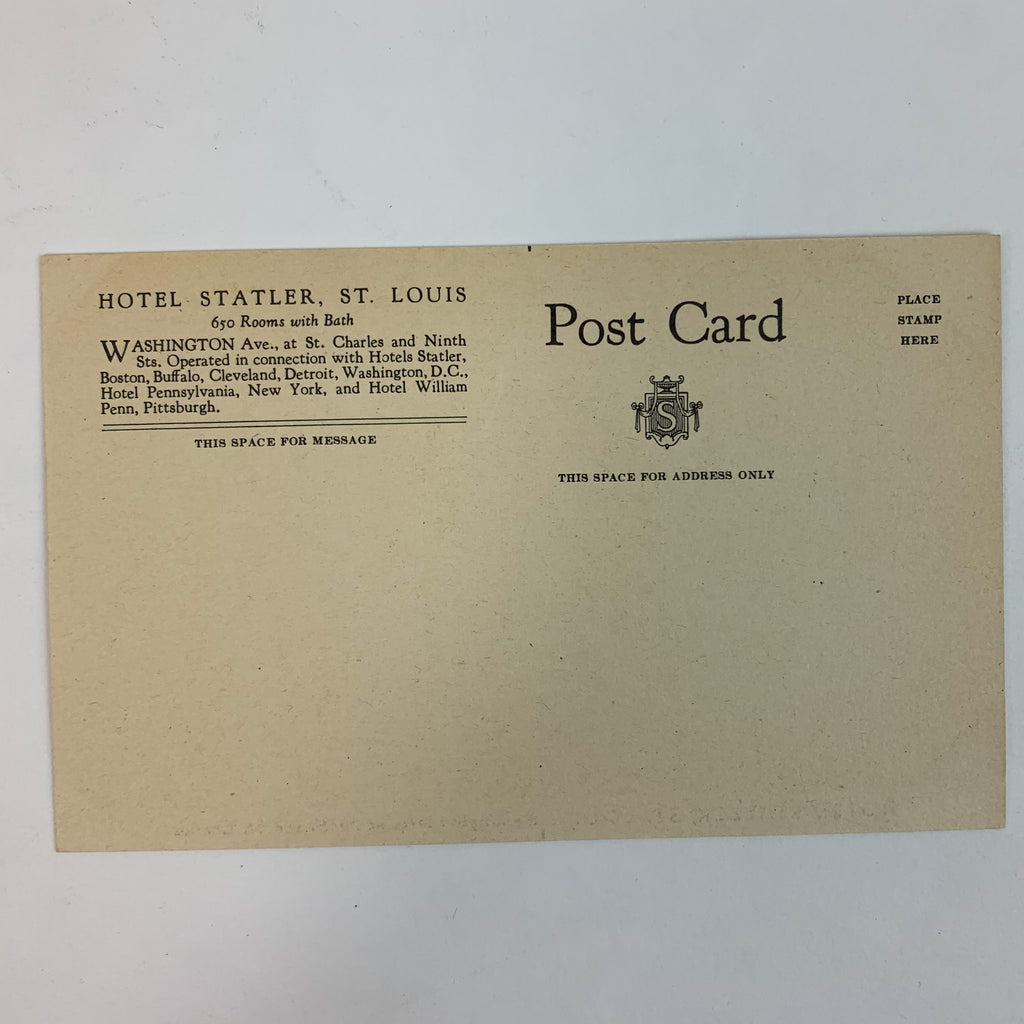 HOTEL STATLER, ST. LOUIS
650 Rooms with Bath
WASHINGTON Ave., at St. Charles and Ninth
Sts. Operated in connection with Hotels Statler,
Boston, Buffalo, Cleveland, Detroit, Washington, D.C.,
Hotel Pennsylvania, New York, and Hotel William
Penn, Pittsburgh.
THIS SPACE FOR MESSAGE
Post Card
S
THIS SPACE FOR ADDRESS ONLY
PLACE
STAMP
HERE